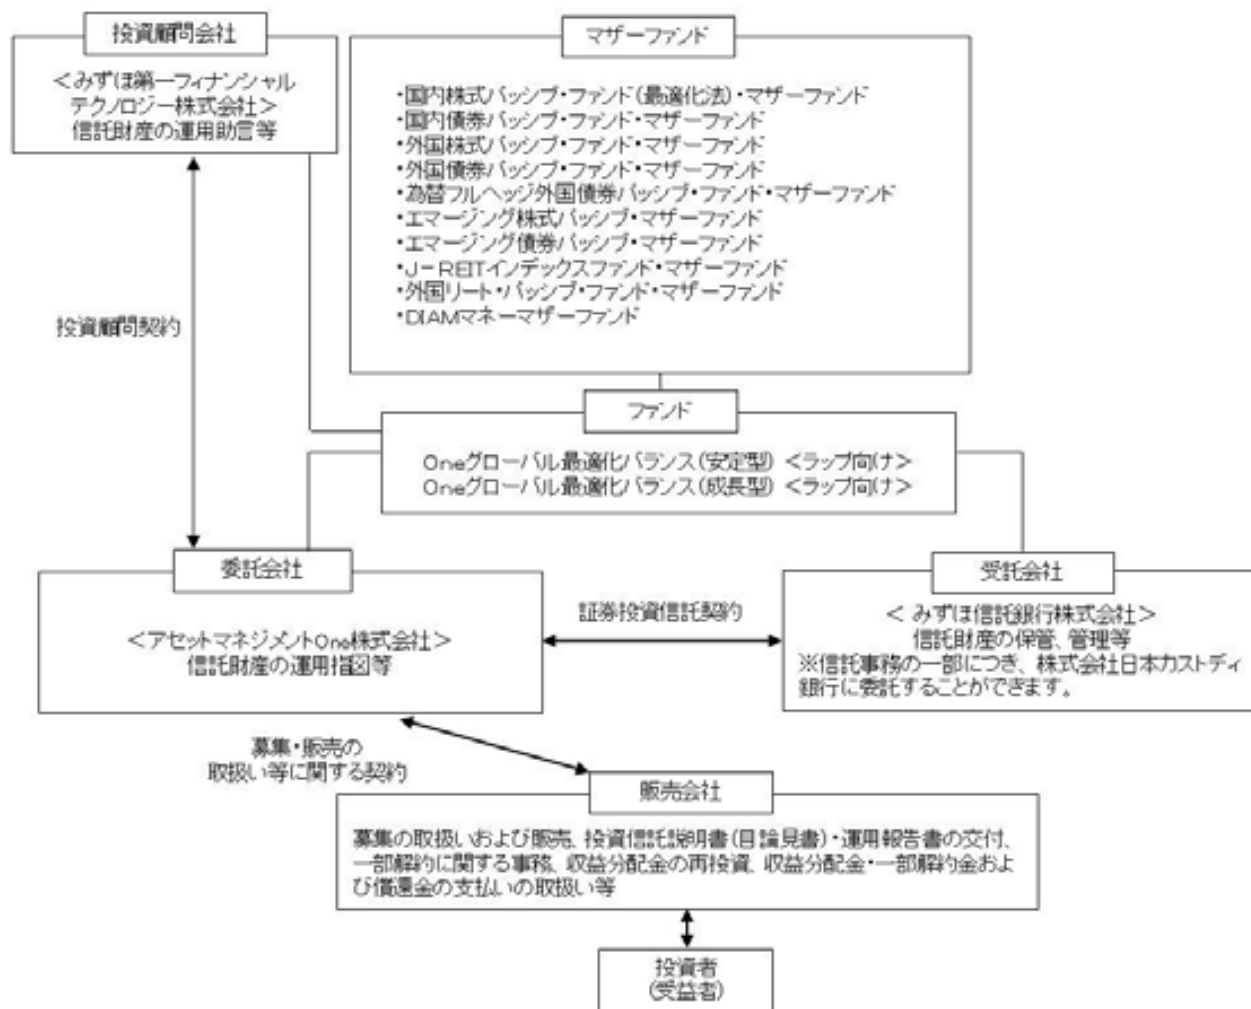 投資顧問会社
＜みずほ第一フィナンシャル
テクノロジー株式会社＞
信託財産の運用助言等
マザーファンド
・国内株式パッシブ・ファンド(最適化法)・マザーファンド
・国内債券パッシブ・ファンド・マザーファンド
・外国株式パッシブ・ファンド・マザーファンド
・外国債券パッシブ・ファンド・マザーファンド
・為替フルヘッジ外国債券パッシブ・ファンド・マザーファンド
・エマージング株式パッシブ・マザーファンド
・エマージング債券パッシブ・マザーファンド
・J－REITインデックスファンド・マザーファンド
・外国リート・パッシブ・ファンド・マザーファンド
・DIAMマネーマザーファンド
投資顧問契約
ファンド
Oneグローバル最適化バランス(安定型)＜ラップ向け＞
Oneグローバル最適化バランス(成長型)＜ラップ向け＞
委託会社
＜アセットマネジメントOne株式会社＞
信託財産の運用指図等
証券投資信託契約
受託会社
＜ みずほ信託銀行株式会社＞
信託財産の保管、管理等
※信託事務の一部につき、株式会社日本カストディ
銀行に委託することができます。
募集・販売の
取扱い等に関する契約
販売会社
募集の取扱いおよび販売、投資信託説明書(目論見書)・運用報告書の交付、
一部解約に関する事務、収益分配金の再投資、収益分配金・一部解約金およ
び償還金の支払いの取扱い等
投資者
(受益者)